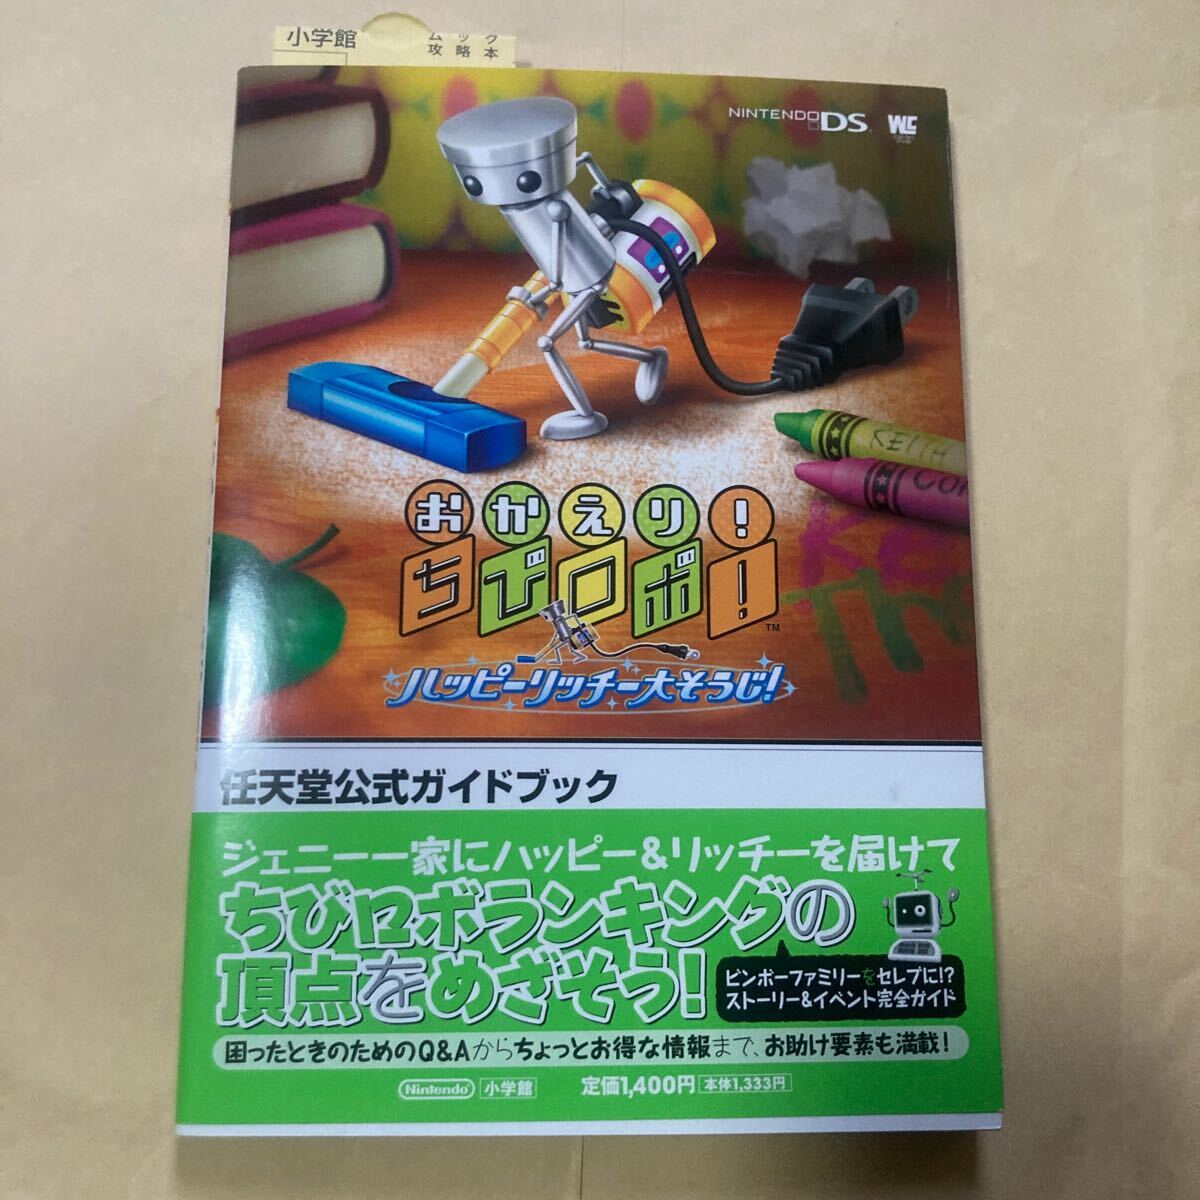 小学館
ム ッ ク
攻 略 本
NINTENDO DS
WiFi
おかえり!
ちびロボ!
TM
ハッピーリッチー大そうじ!
KEITH
COR
任天堂公式ガイドブック
ジェニー一家にハッピー&リッチーを届けて
ちびロボランキングの
頂点をめざそう!
ビンボーファミリーをセレブに!?
ストーリー&イベント完全ガイド
困ったときのためのQ&Aからちょっとお得な情報まで、お助け要素も満載!
Nintendo 小学館 定価1,400円 本体1,333円